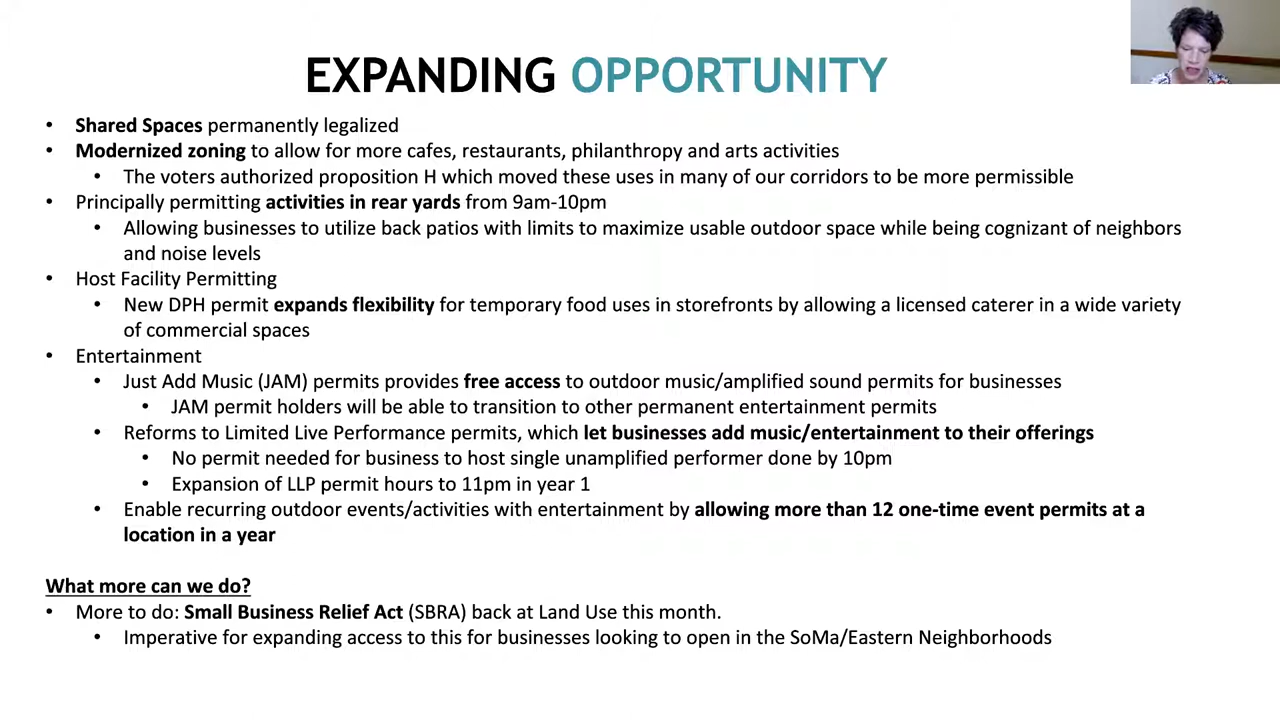 EXPANDING OPPORTUNITY
• Shared Spaces permanently legalized
• Modernized zoning to allow for more cafes, restaurants, philanthropy and arts activities
• The voters authorized proposition H which moved these uses in many of our corridors to be more permissible
• Principally permitting activities in rear yards from 9am-10pm
• Allowing businesses to utilize back patios with limits to maximize usable outdoor space while being cognizant of neighbors
and noise levels
• Host Facility Permitting
• New DPH permit expands flexibility for temporary food uses in storefronts by allowing a licensed caterer in a wide variety
of commercial spaces
• Entertainment
• Just Add Music (JAM) permits provides free access to outdoor music/amplified sound permits for businesses
• JAM permit holders will be able to transition to other permanent entertainment permits
• Reforms to Limited Live Performance permits, which let businesses add music/entertainment to their offerings
• No permit needed for business to host single unamplified performer done by 10pm
• Expansion of LLP permit hours to 11pm in year 1
• Enable recurring outdoor events/activities with entertainment by allowing more than 12 one-time event permits at a
location in a year
What more can we do?
• More to do: Small Business Relief Act (SBRA) back at Land Use this month.
• Imperative for expanding access to this for businesses looking to open in the SoMa/Eastern Neighborhoods